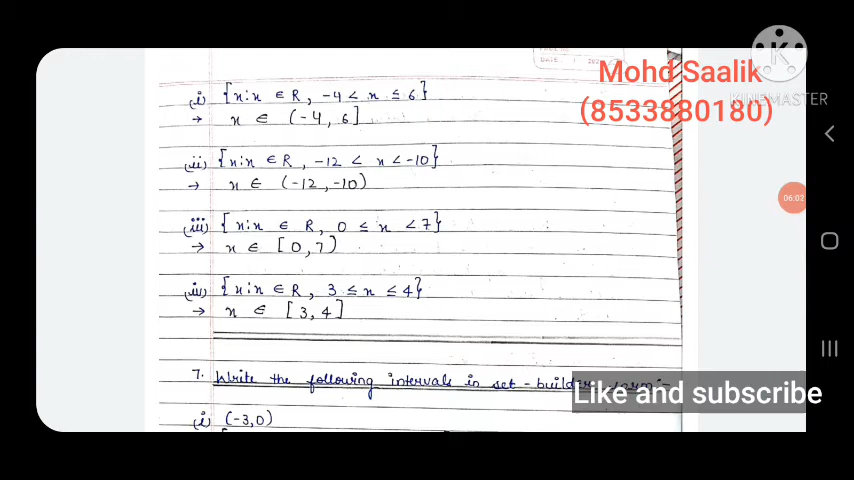 DATE
Mohd Saalik
(8533880180)
KINEMASTER
06:02
(i) {x:x ∈ R, -4 < x ≤ 6}
→ x ∈ (-4, 6]
(ii) {x:x ∈ R, -12 < x < -10}
→ x ∈ (-12, -10)
(iii) {x:x ∈ R, 0 ≤ x < 7}
→ x ∈ [0, 7)
(iv) {x:x ∈ R, 3 ≤ x ≤ 4}
→ x ∈ [3, 4]
7. Write the following intervals in set-builder form:-
Like and subscribe
(i) (-3,0)